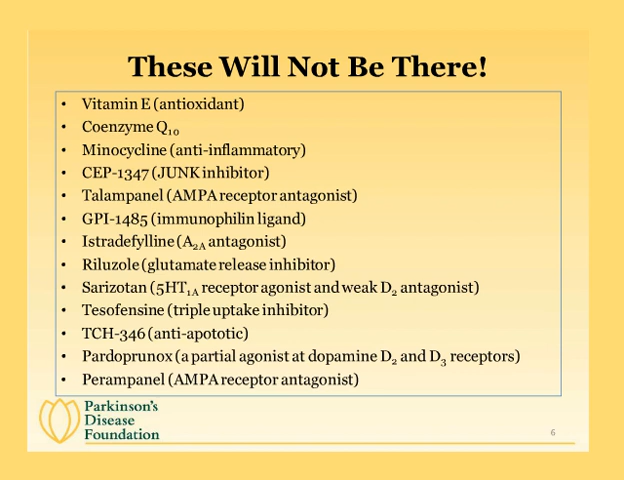 These Will Not Be There!
• Vitamin E (antioxidant)
• Coenzyme Q₁₀
• Minocycline (anti-inflammatory)
• CEP-1347 (JUNK inhibitor)
• Talampanel (AMPA receptor antagonist)
• GPI-1485 (immunophilin ligand)
• Istradefylline (A₂ₐ antagonist)
• Riluzole (glutamate release inhibitor)
• Sarizotan (5HT₁ₐ receptor agonist and weak D₂ antagonist)
• Tesofensine (triple uptake inhibitor)
• TCH-346 (anti-apototic)
• Pardoprunox (a partial agonist at dopamine D₂ and D₃ receptors)
• Perampanel (AMPA receptor antagonist)
Parkinson's
Disease
Foundation
6